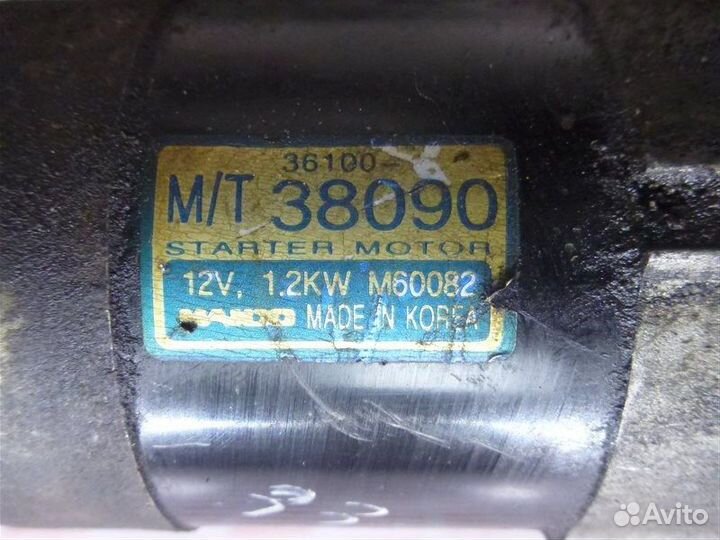 36100-
M/T 38090
STARTER MOTOR
12V, 1.2KW M60082
MANDO MADE IN KOREA
Avito